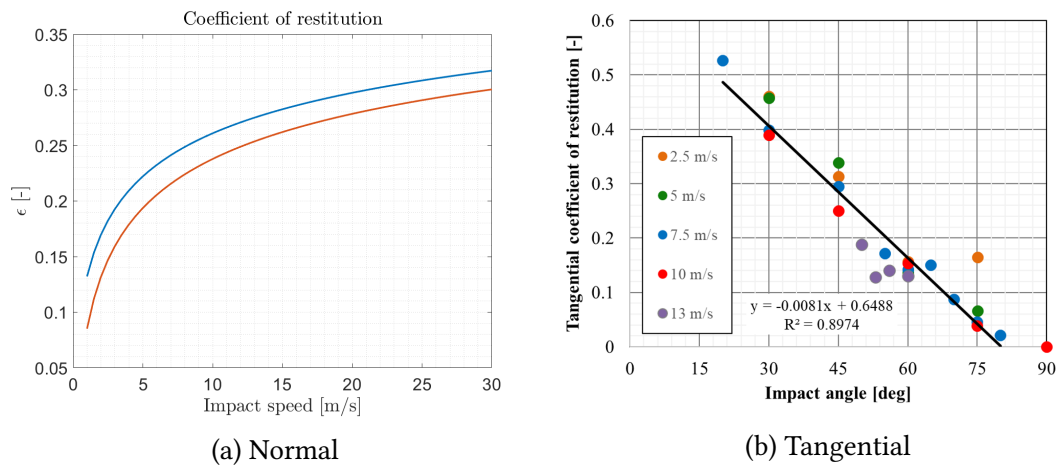 Coefficient of restitution
0.35
0.3
0.25
0.2
0.15
0.1
0.05
ϵ [-]
0 5 10 15 20 25 30
Impact speed [m/s]
(a) Normal
0.6
0.5
0.4
0.3
0.2
0.1
0
Tangential coefficient of restitution [-]
2.5 m/s
5 m/s
7.5 m/s
10 m/s
13 m/s
y = -0.0081x + 0.6488
R² = 0.8974
0 15 30 45 60 75 90
Impact angle [deg]
(b) Tangential